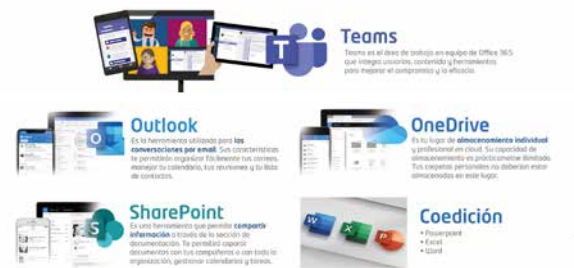 Teams
Teams es el área de trabajo en equipo de Office 365
que integra usuarios, contenido y herramientas
para mejorar el compromiso y la eficacia.
Outlook
Es la herramienta utilizada para las
conversaciones por email. Sus características
te permitirán organizar fácilmente tus correos,
manejar tu calendario, tus reuniones y tu lista
de contactos.
OneDrive
Es tu lugar de almacenamiento individual
y profesional en cloud. Su capacidad de
almacenamiento es prácticamente ilimitada.
Tus carpetas personales no deberían estar
almacenadas en este lugar.
SharePoint
Es una herramienta que permite compartir
información a través de la sección de
documentación. Te permitirá
documentos con tus compañeros o con toda la
organización, gestionar calendarios y tareas.
Coedición
• Powerpoint
• Excel
• Word
T
O
S
W
X
P